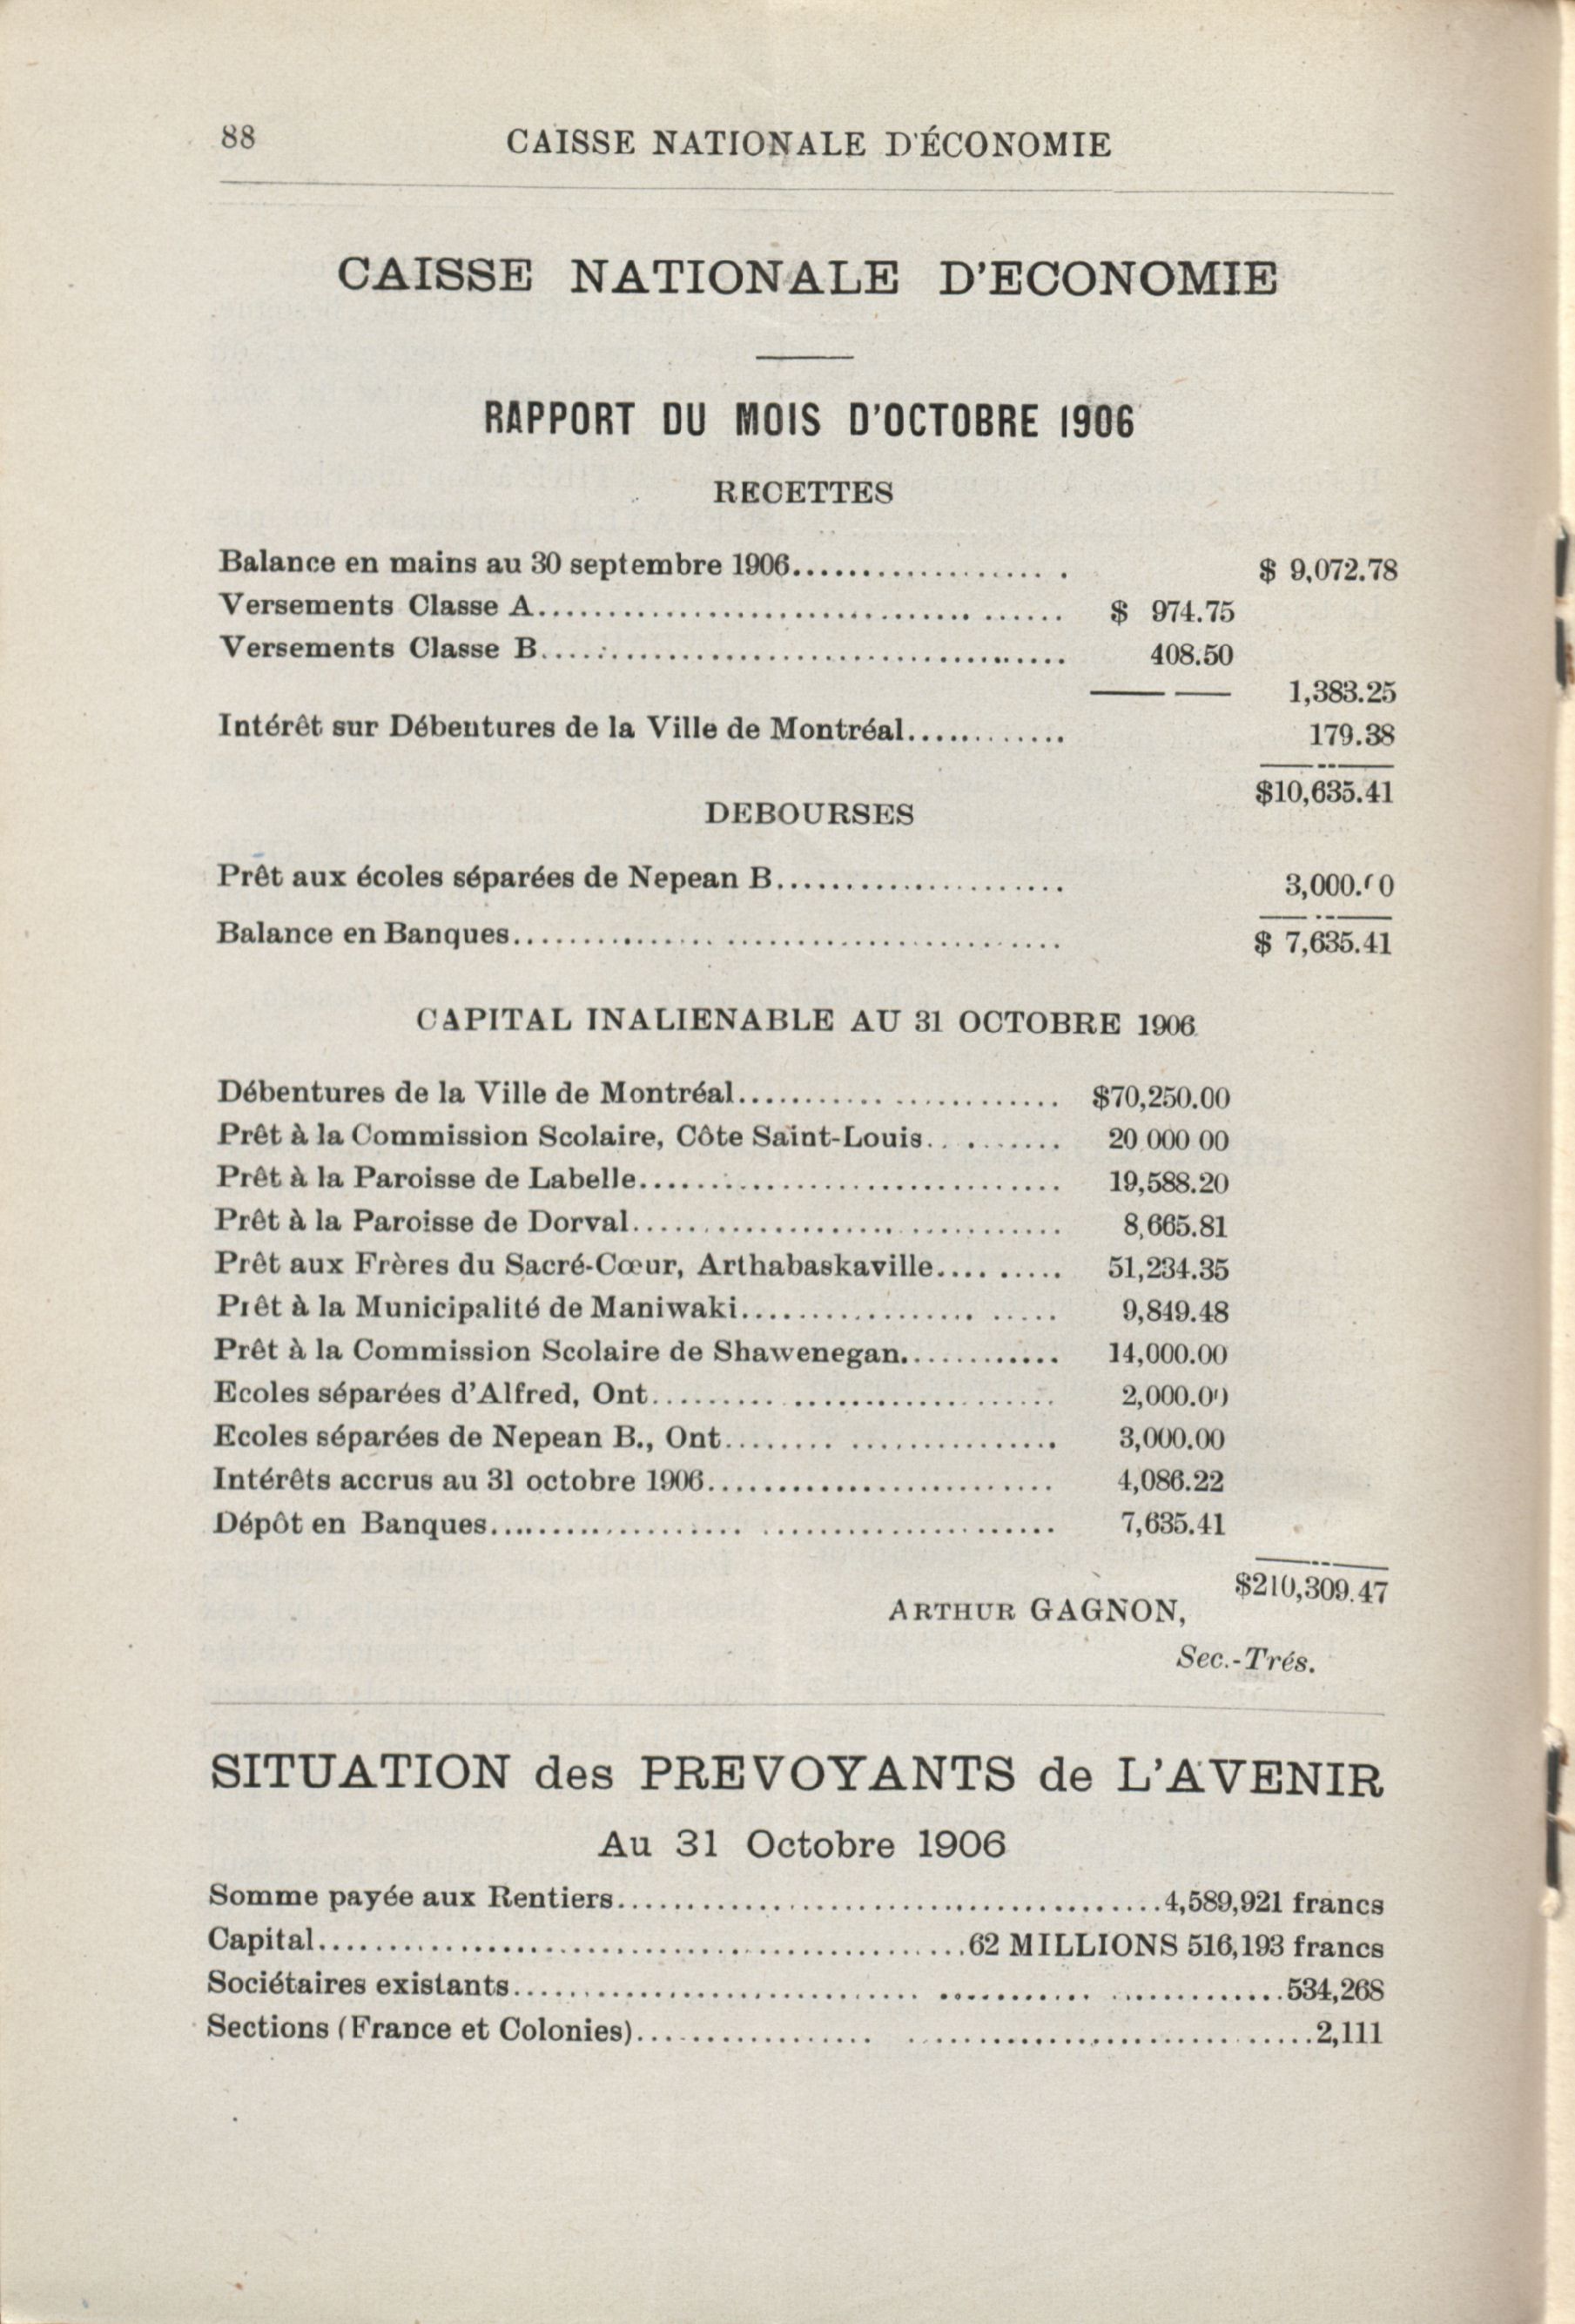 88 CAISSE NATIONALE D'ÉCONOMIE
CAISSE NATIONALE D'ECONOMIE
RAPPORT DU MOIS D'OCTOBRE 1906
RECETTES
Balance en mains au 30 septembre 1906.................... $ 9,072.78
Versements Classe A...................................... $ 974.75
Versements Classe B...................................... 408.50
1,383.25
Intérêt sur Débentures de la Ville de Montréal............ 179.38
$10,635.41
DEBOURSES
Prêt aux écoles séparées de Nepean B..................... 3,000.00
Balance en Banques....................................... $ 7,635.41
CAPITAL INALIENABLE AU 31 OCTOBRE 1906
Débentures de la Ville de Montréal....................... $70,250.00
Prêt à la Commission Scolaire, Côte Saint-Louis.......... 20 000 00
Prêt à la Paroisse de Labelle.............................. 19,588.20
Prêt à la Paroisse de Dorval............................... 8,665.81
Prêt aux Frères du Sacré-Cœur, Arthabaskaville......... 51,234.35
Prêt à la Municipalité de Maniwaki...................... 9,849.48
Prêt à la Commission Scolaire de Shawenegan............ 14,000.00
Ecoles séparées d'Alfred, Ont............................ 2,000.00
Ecoles séparées de Nepean B., Ont....................... 3,000.00
Intérêts accrus au 31 octobre 1906........................ 4,086.22
Dépôt en Banques....................................... 7,635.41
$210,309.47
ARTHUR GAGNON,
Sec.-Trés.
SITUATION des PREVOYANTS de L'AVENIR
Au 31 Octobre 1906
Somme payée aux Rentiers.......................................4,589,921 francs
Capital..............................................62 MILLIONS 516,193 francs
Sociétaires existants.....................................................534,268
Sections (France et Colonies).............................................2,111